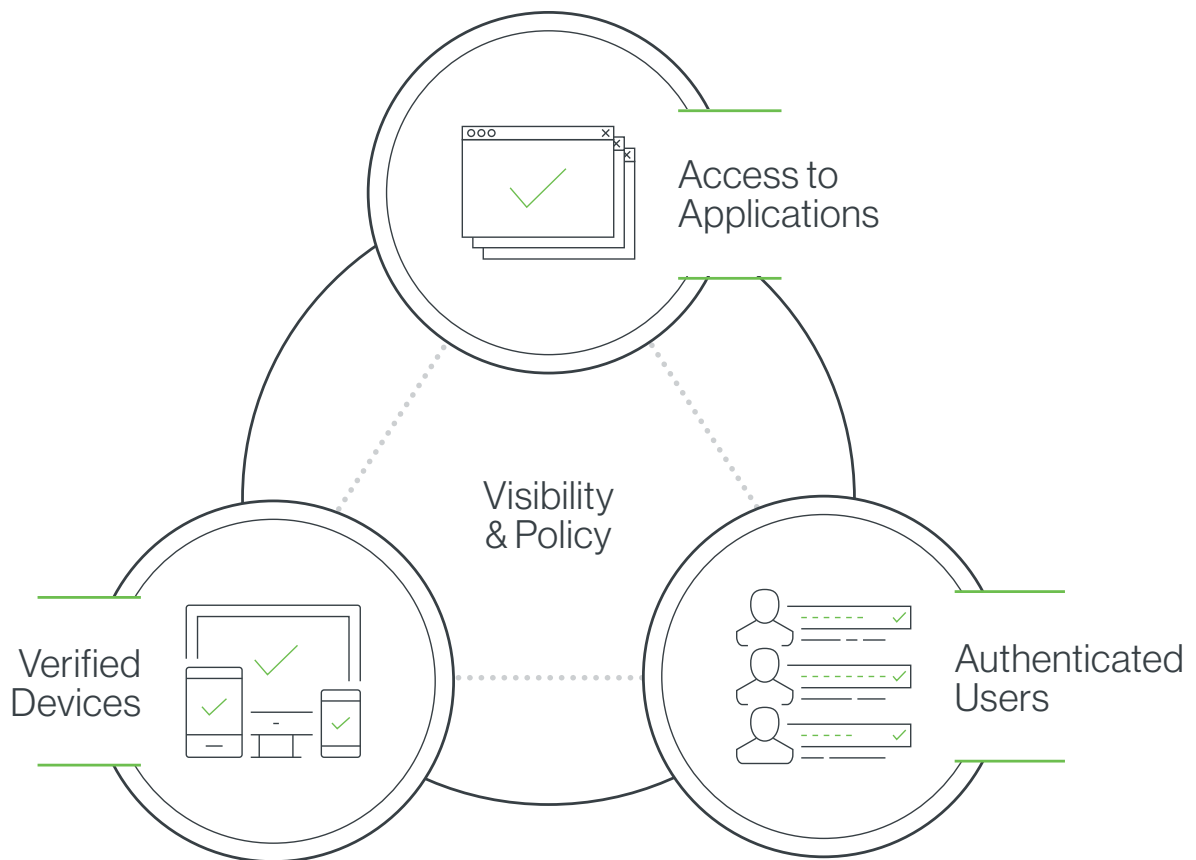 Access to
Applications
Visibility
& Policy
Verified
Devices
Authenticated
Users